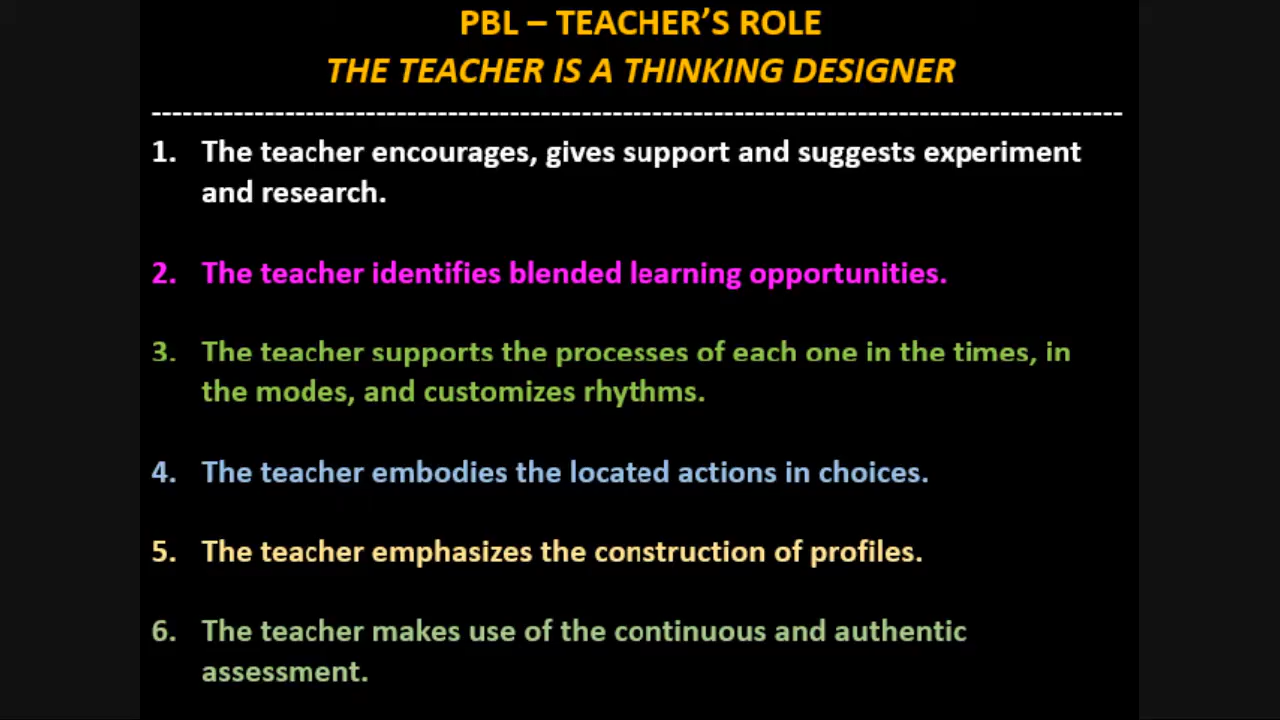 PBL – TEACHER’S ROLE
THE TEACHER IS A THINKING DESIGNER
--------------------------------------------------------------------------------------------------
1. The teacher encourages, gives support and suggests experiment
and research.
2. The teacher identifies blended learning opportunities.
3. The teacher supports the processes of each one in the times, in
the modes, and customizes rhythms.
4. The teacher embodies the located actions in choices.
5. The teacher emphasizes the construction of profiles.
6. The teacher makes use of the continuous and authentic
assessment.